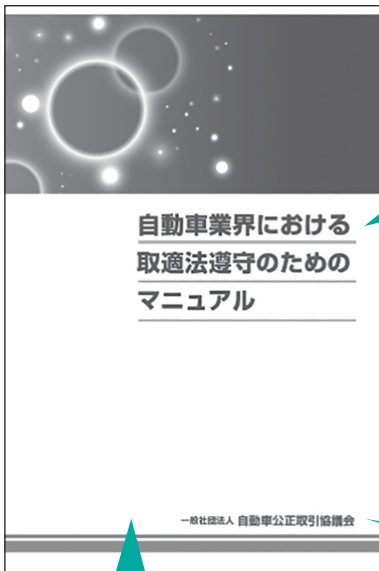 自動車業界における
取適法遵守のための
マニュアル
一般社団法人 自動車公正取引協議会